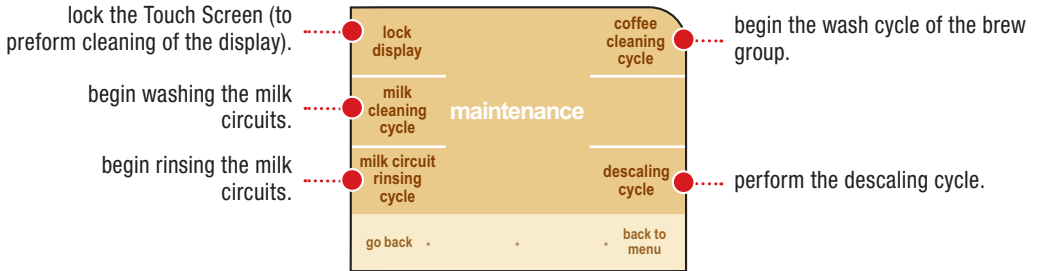 lock the Touch Screen (to
preform cleaning of the display).
lock
display
coffee
cleaning
cycle
begin the wash cycle of the brew
group.
begin washing the milk
circuits.
milk
cleaning
cycle
maintenance
begin rinsing the milk
circuits.
milk circuit
rinsing
cycle
descaling
cycle
perform the descaling cycle.
go back
back to
menu